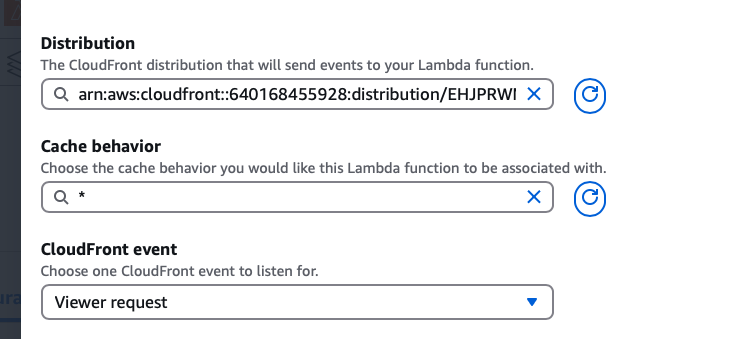 Distribution
The CloudFront distribution that will send events to your Lambda function.
arn:aws:cloudfront::640168455928:distribution/
Cache behavior
Choose the cache behavior you would like this Lambda function to be associated with.
*
CloudFront event
Choose one CloudFront event to listen for.
Viewer request